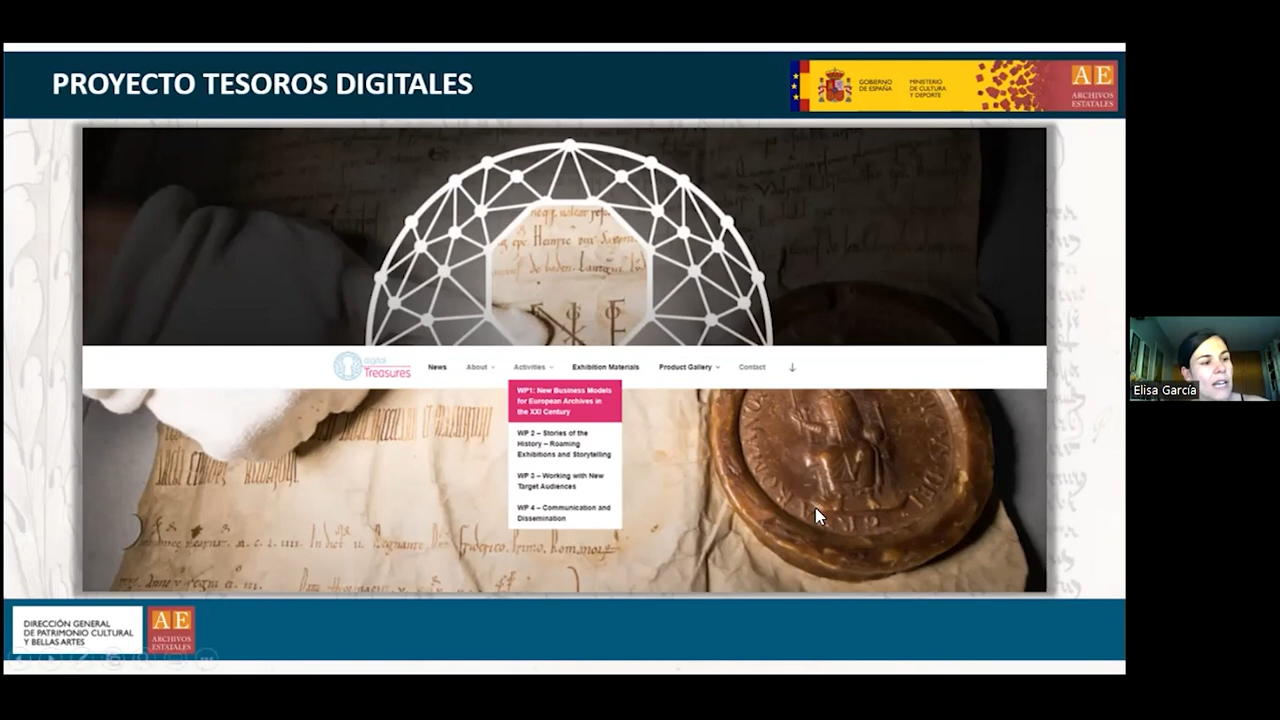 PROYECTO TESOROS DIGITALES
GOBIERNO
DE ESPAÑA
MINISTERIO
DE CULTURA
Y DEPORTE
AE
ARCHIVOS
ESTATALES
digital
Treasures
News
About
Activities
Exhibition Materials
Product Gallery
Contact
WP1: New Business Models
for European Archives in
the XXI Century
WP 2 – Stories of the
History – Roaming
Exhibitions and Storytelling
WP 3 – Working with New
Target Audiences
WP 4 – Communication and
Dissemination
Elisa García
DIRECCIÓN GENERAL
DE PATRIMONIO CULTURAL
Y BELLAS ARTES
AE
ARCHIVOS
ESTATALES